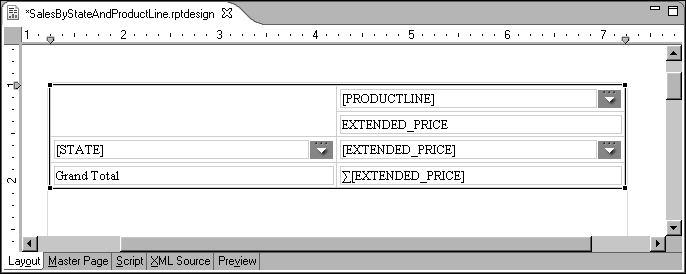 *SalesByStateAndProductLine.rptdesign
1 2 3 4 5 6 7
1
[PRODUCTLINE]
EXTENDED_PRICE
[STATE] [EXTENDED_PRICE]
Grand Total ∑[EXTENDED_PRICE]
2
Layout Master Page Script XML Source Preview